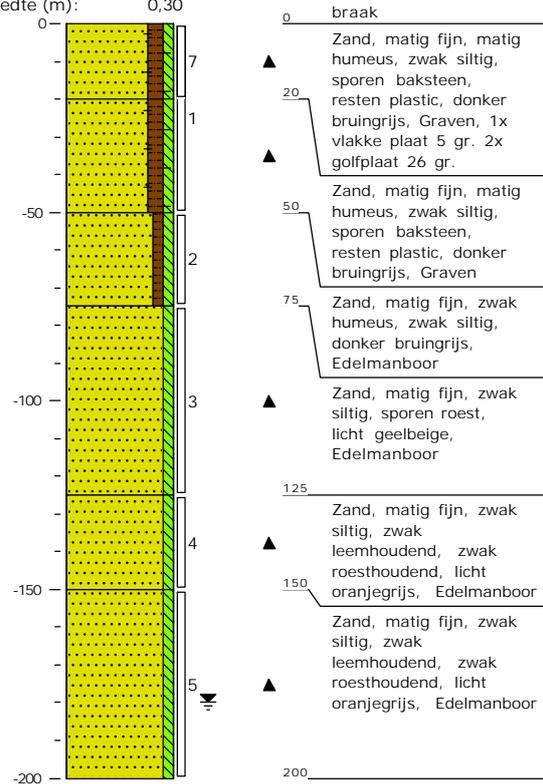 edte (m): 0,30
0
-50
-100
-150
-200
7
1
2
3
4
5
0
braak
Zand, matig fijn, matig
humeus, zwak siltig,
sporen baksteen,
resten plastic, donker
bruingrijs, Graven, 1x
vlakke plaat 5 gr. 2x
golfplaat 26 gr.
20
Zand, matig fijn, matig
humeus, zwak siltig,
sporen baksteen,
resten plastic, donker
bruingrijs, Graven
50
Zand, matig fijn, zwak
humeus, zwak siltig,
donker bruingrijs,
Edelmanboor
75
Zand, matig fijn, zwak
siltig, sporen roest,
licht geelbeige,
Edelmanboor
125
Zand, matig fijn, zwak
siltig, zwak
leemhoudend, zwak
roesthoudend, licht
oranjegrijs, Edelmanboor
150
Zand, matig fijn, zwak
siltig, zwak
leemhoudend, zwak
roesthoudend, licht
oranjegrijs, Edelmanboor
200